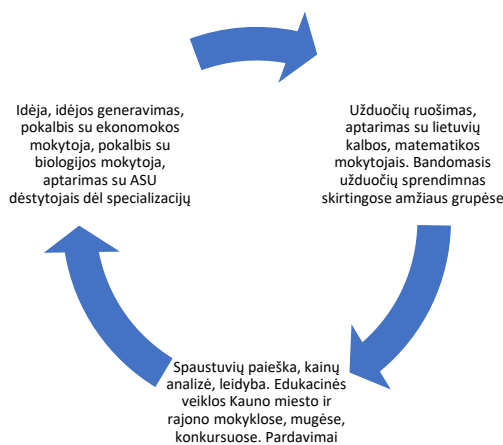 Idėja, idėjos generavimas,
pokalbis su ekonomokos
mokytoja, pokalbis su
biologijos mokytoja,
aptarimas su ASU
dėstytojais dėl specializacijų
Užduočių ruošimas,
aptarimas su lietuvių
kalbos, matematikos
mokytojais. Bandomasis
užduočių sprendimnas
skirtingose amžiaus grupėse
Spaustuvių paieška, kainų
analizė, leidyba. Edukacinės
veiklos Kauno miesto ir
rajono mokyklose, mugėse,
konkursuose. Pardavimai